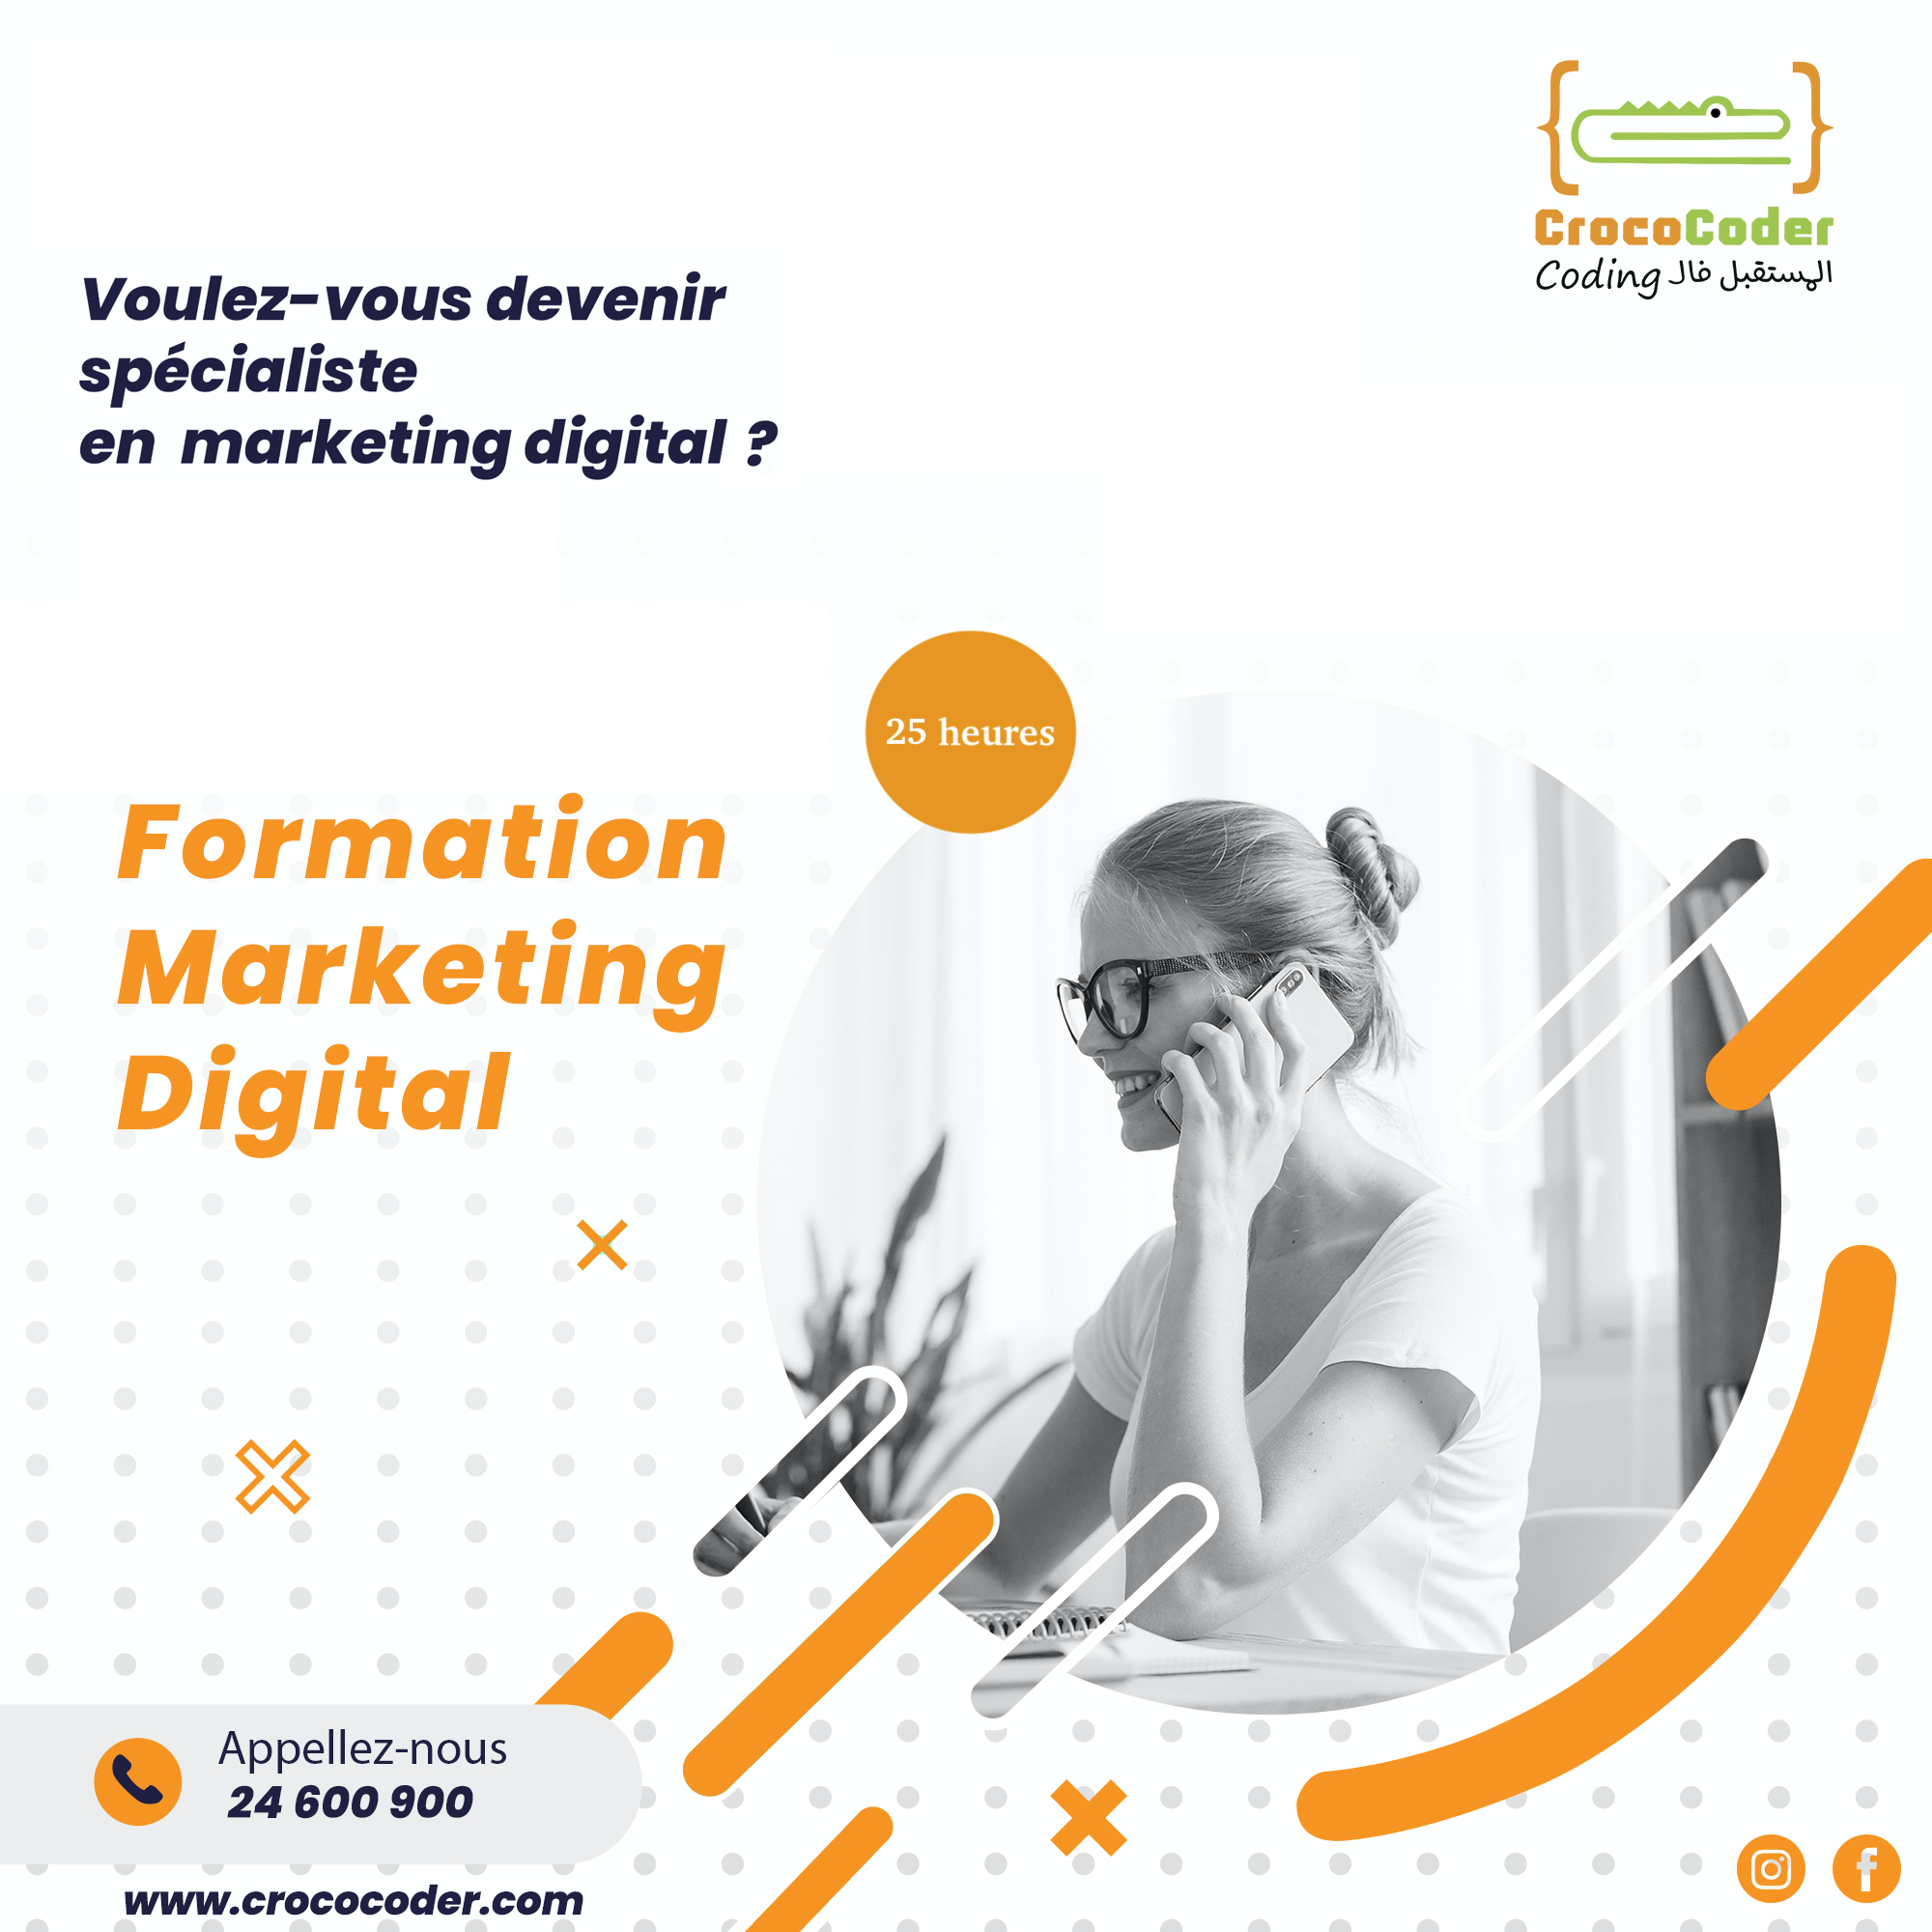 CrocoCoder
Coding المستقبل فال
Voulez-vous devenir
spécialiste
en marketing digital ?
25 heures
Formation
Marketing
Digital
Appellez-nous
24 600 900
www.crococoder.com